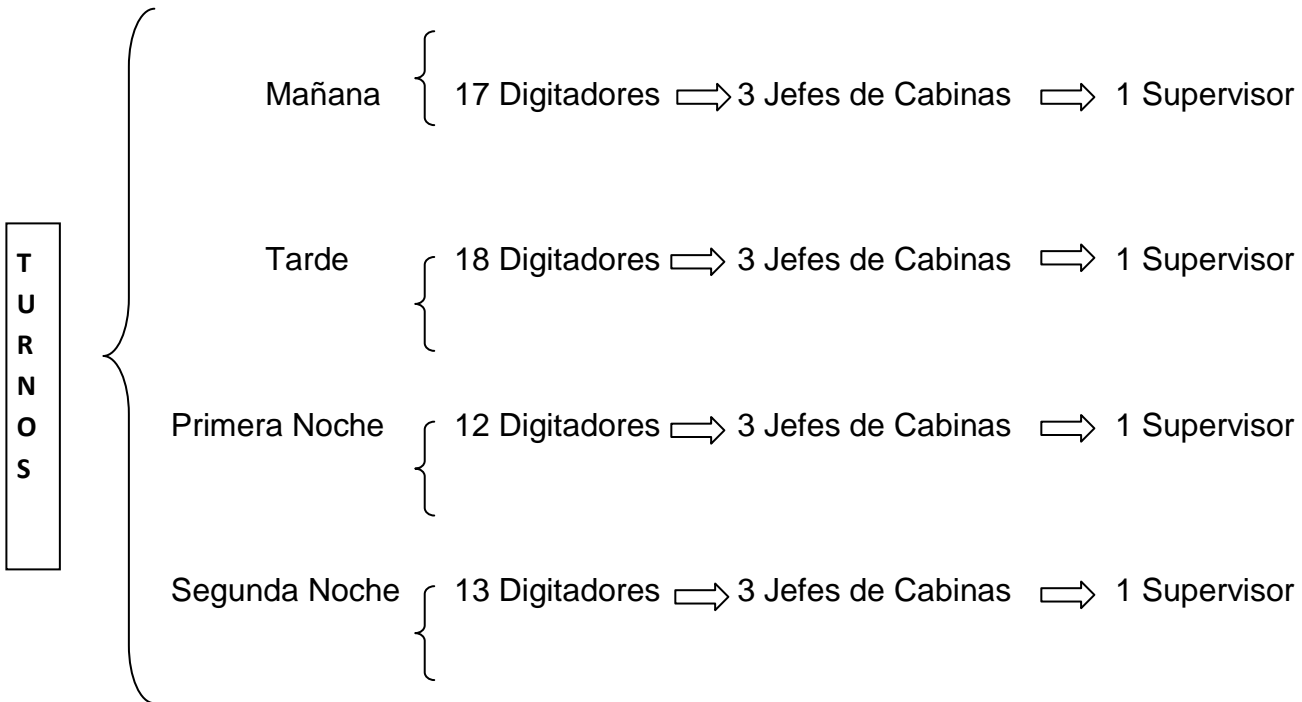 Mañana 17 Digitadores 3 Jefes de Cabinas 1 Supervisor
TURNOS
Tarde 18 Digitadores 3 Jefes de Cabinas 1 Supervisor
Primera Noche 12 Digitadores 3 Jefes de Cabinas 1 Supervisor
Segunda Noche 13 Digitadores 3 Jefes de Cabinas 1 Supervisor